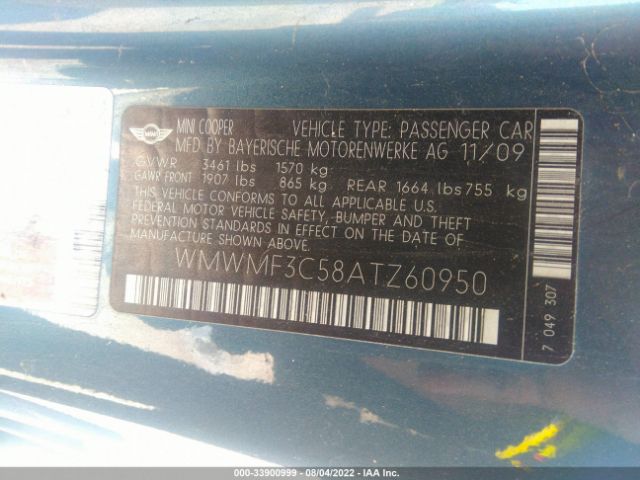 MINI
MINI COOPER VEHICLE TYPE: PASSENGER CAR
MFD BY BAYERISCHE MOTORENWERKE AG 11/09
GVWR 3461 lbs 1570 kg
GAWR FRONT 1907 lbs 865 kg REAR 1664 lbs 755 kg
THIS VEHICLE CONFORMS TO ALL APPLICABLE U.S.
FEDERAL MOTOR VEHICLE SAFETY, BUMPER AND THEFT
PREVENTION STANDARDS IN EFFECT ON THE DATE OF
MANUFACTURE SHOWN ABOVE.
WMWMF3C58ATZ60950
7 049 307
000-33900999 - 08/04/2022 - IAA Inc.